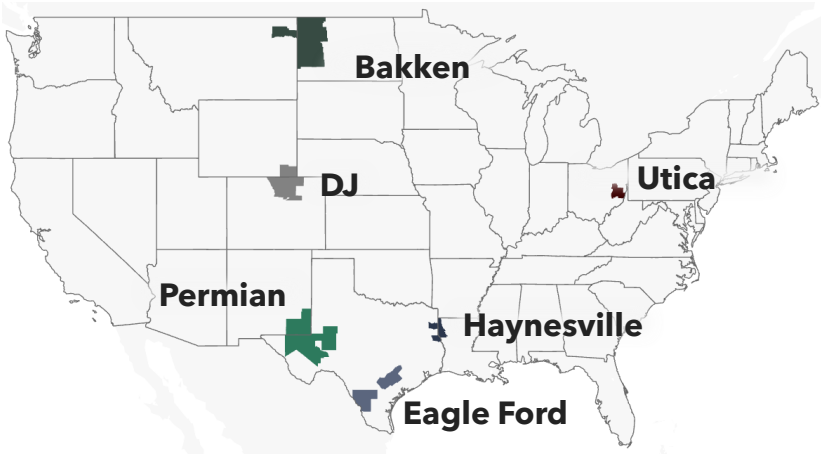 Bakken
DJ
Utica
Permian
Haynesville
Eagle Ford